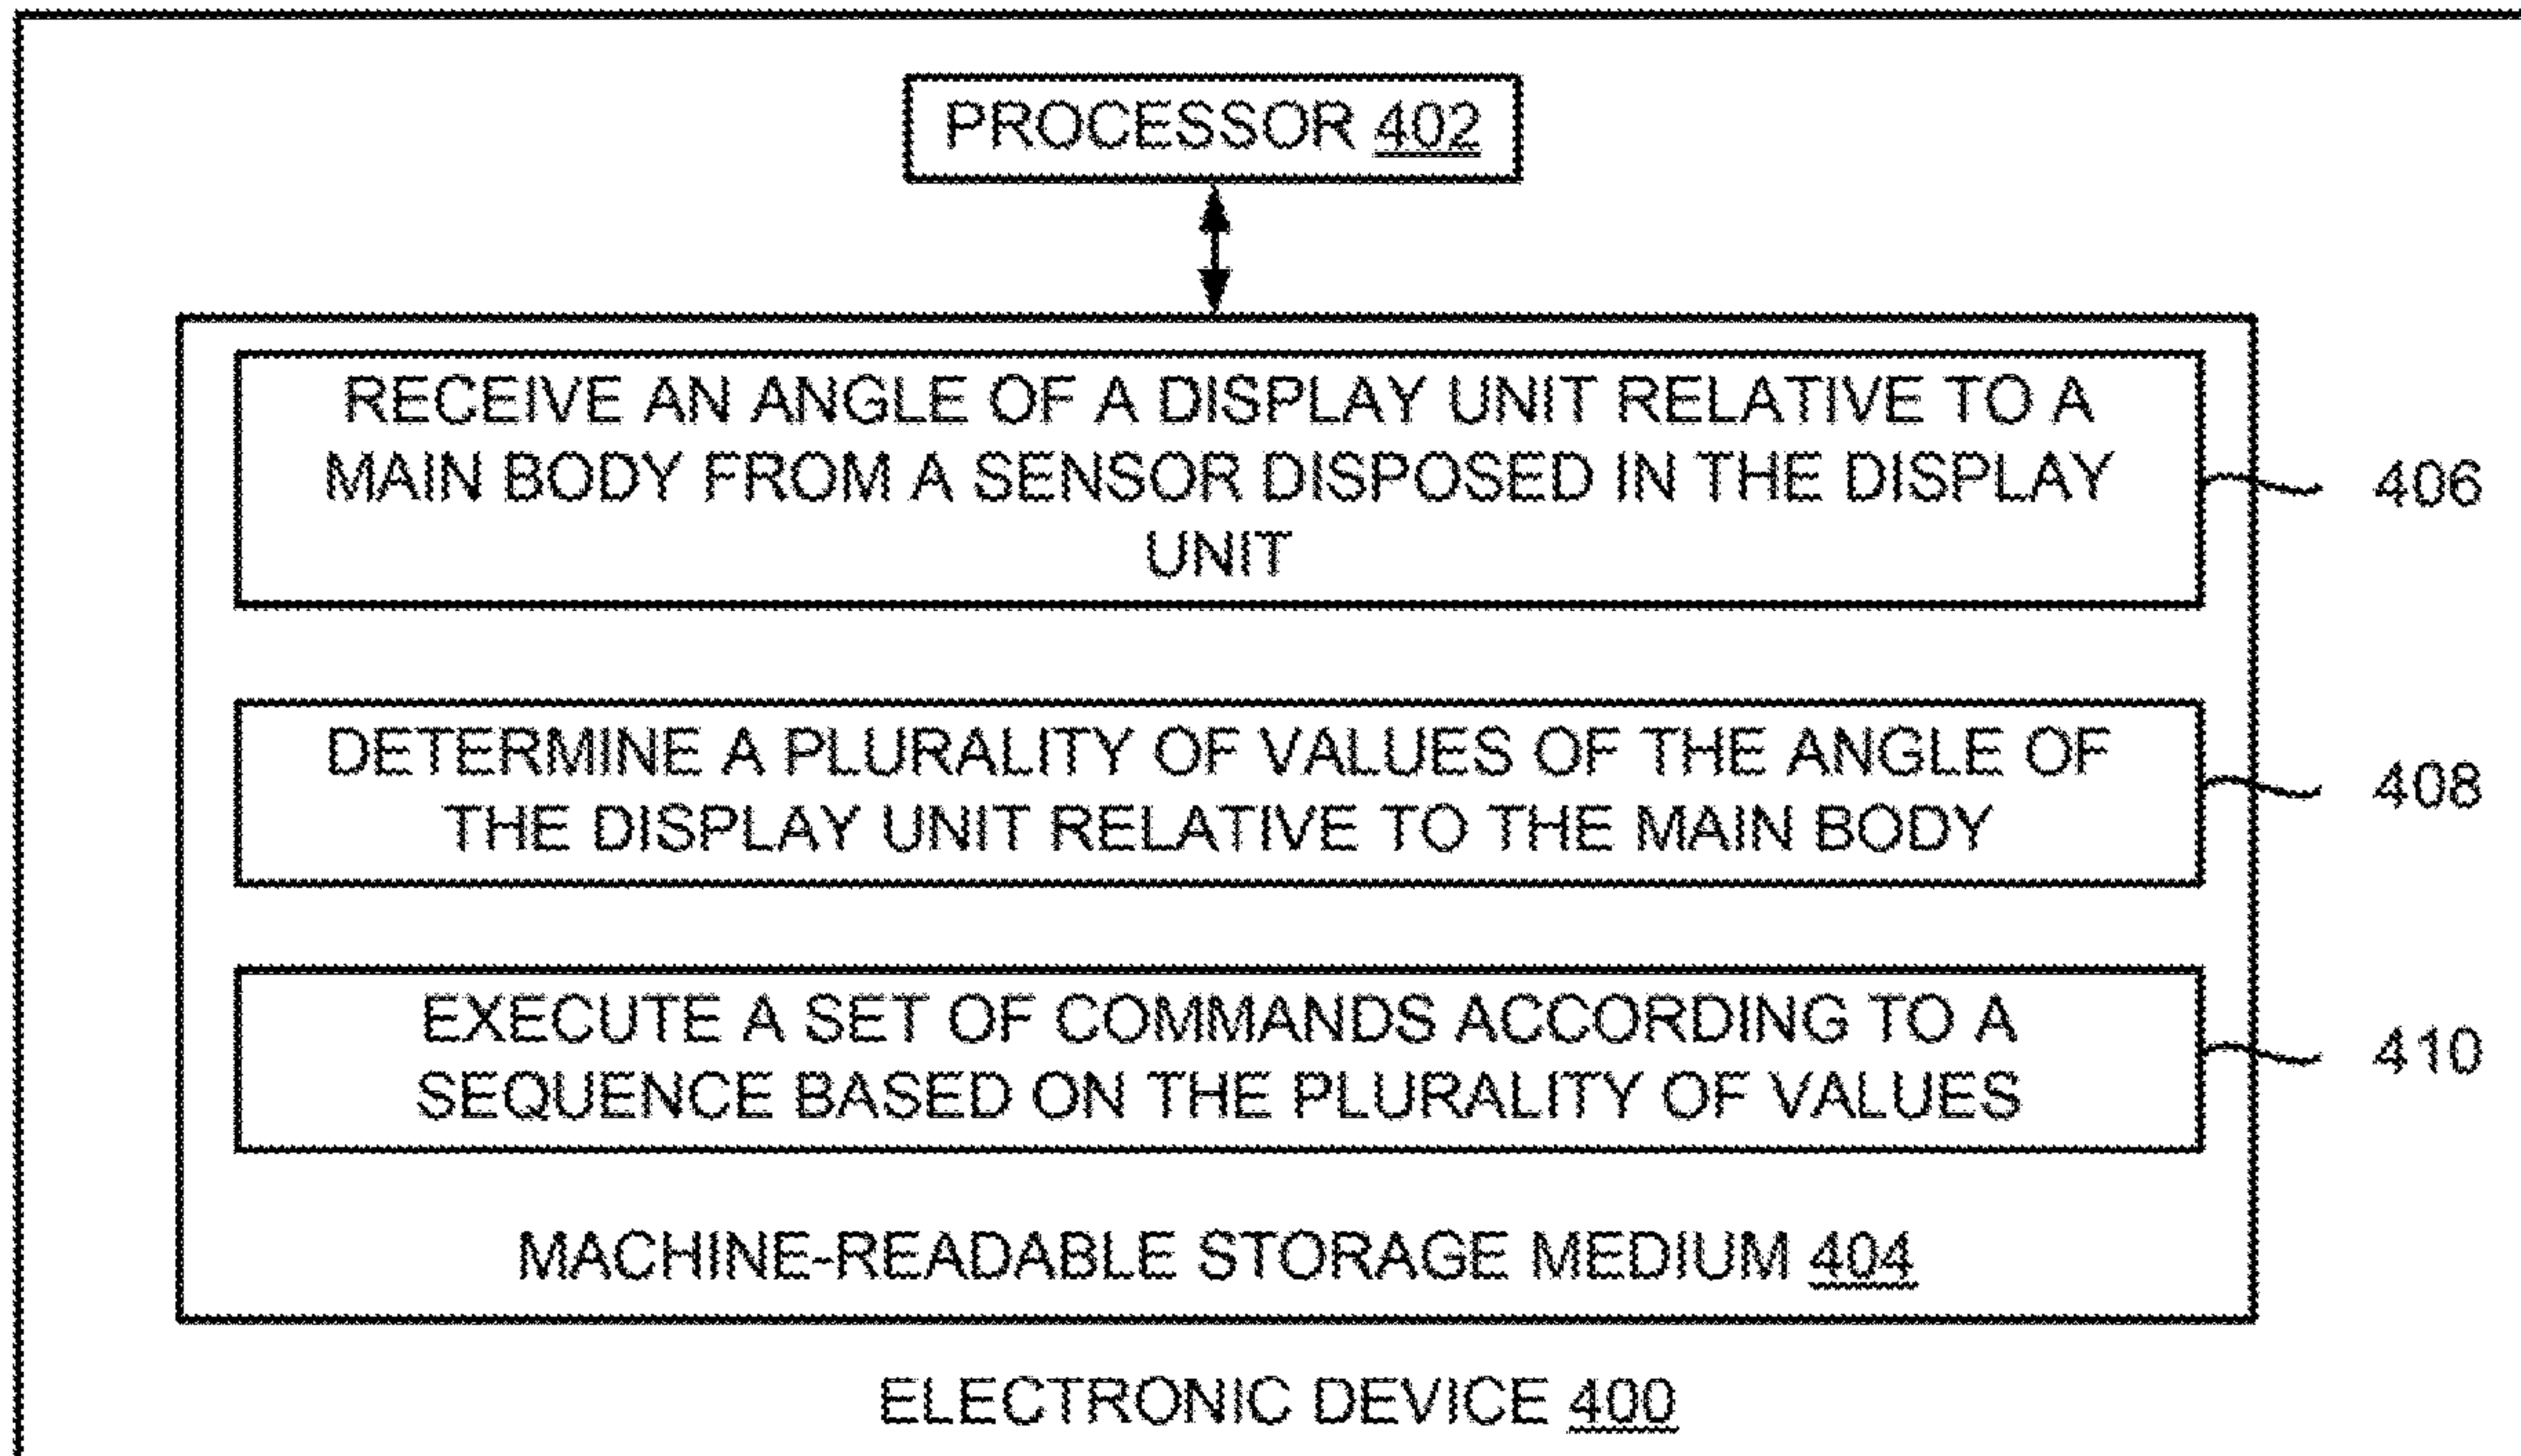 PROCESSOR 402
RECEIVE AN ANGLE OF A DISPLAY UNIT RELATIVE TO A
MAIN BODY FROM A SENSOR DISPOSED IN THE DISPLAY
UNIT
406
DETERMINE A PLURALITY OF VALUES OF THE ANGLE OF
THE DISPLAY UNIT RELATIVE TO THE MAIN BODY
408
EXECUTE A SET OF COMMANDS ACCORDING TO A
SEQUENCE BASED ON THE PLURALITY OF VALUES
410
MACHINE-READABLE STORAGE MEDIUM 404
ELECTRONIC DEVICE 400